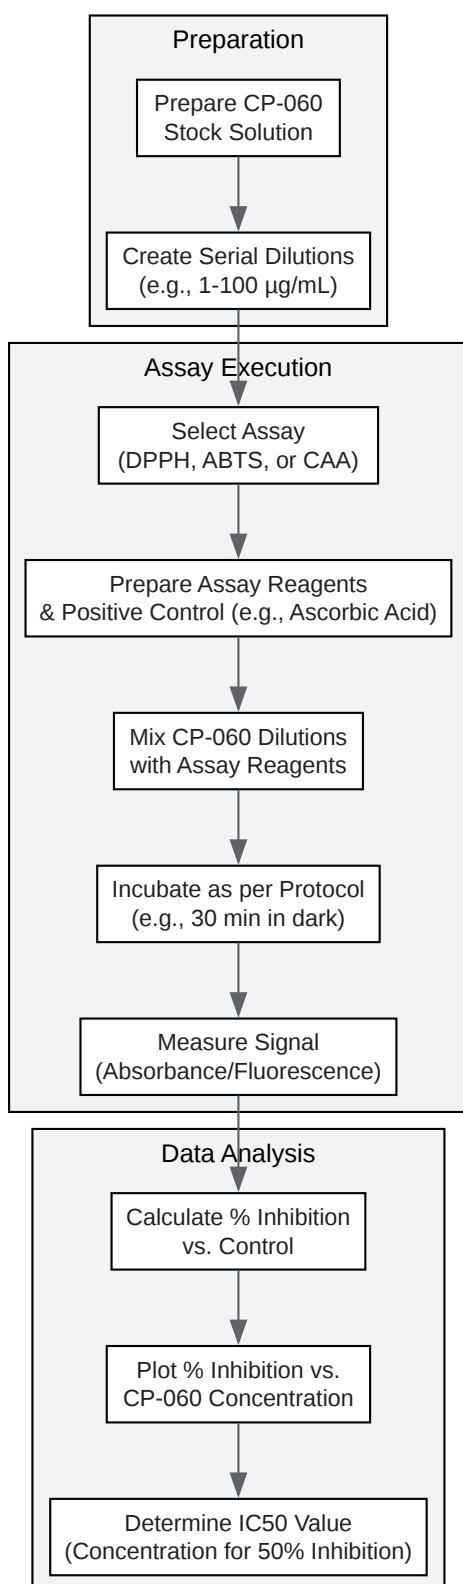 Preparation
Prepare CP-060
Stock Solution
Create Serial Dilutions
(e.g., 1-100 µg/mL)
Assay Execution
Select Assay
(DPPH, ABTS, or CAA)
Prepare Assay Reagents
& Positive Control (e.g., Ascorbic Acid)
Mix CP-060 Dilutions
with Assay Reagents
Incubate as per Protocol
(e.g., 30 min in dark)
Measure Signal
(Absorbance/Fluorescence)
Data Analysis
Calculate % Inhibition
vs. Control
Plot % Inhibition vs.
CP-060 Concentration
Determine IC50 Value
(Concentration for 50% Inhibition)